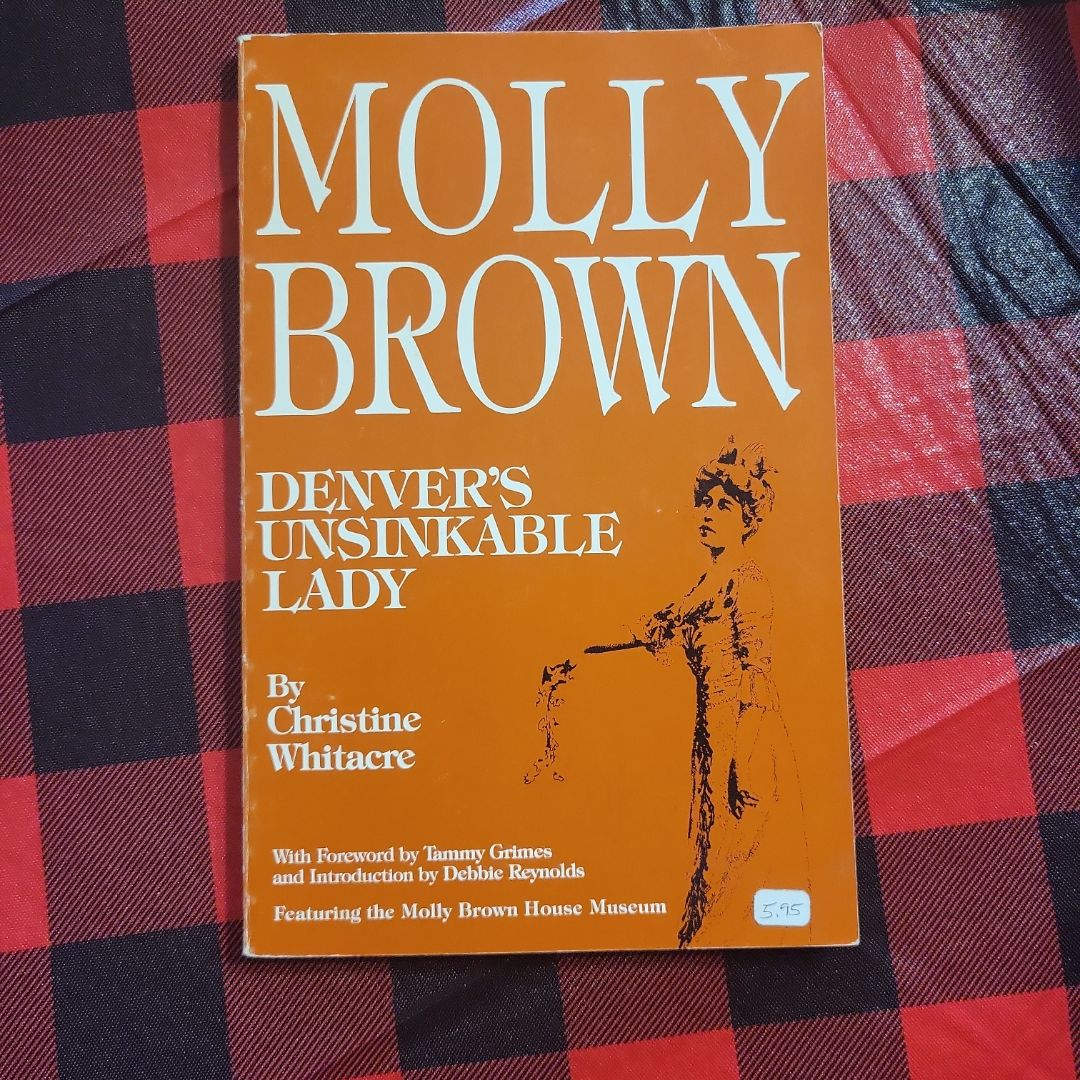 MOLLY
BROWN
DENVER'S
UNSINKABLE
LADY
By
Christine
Whitacre
With Foreword by Tammy Grimes
and Introduction by Debbie Reynolds
Featuring the Molly Brown House Museum
5.95